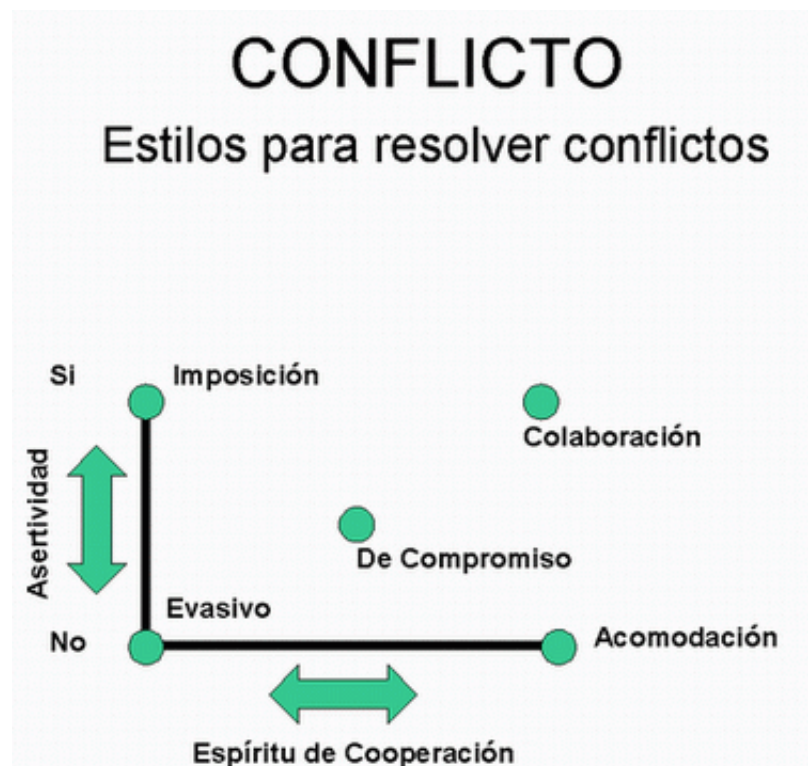 CONFLICTO
Estilos para resolver conflictos
Si
Imposición
Colaboración
Asertividad
De Compromiso
Evasivo
No
Acomodación
Espíritu de Cooperación